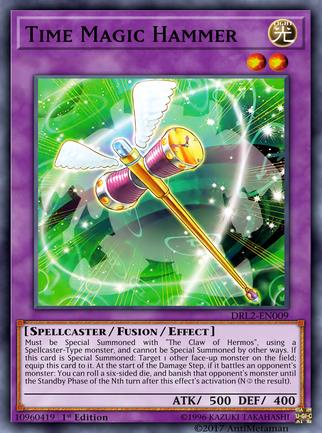 TIME MAGIC HAMMER
LIGHT
光
DRL2-EN009
[SPELLCASTER / FUSION / EFFECT]
Must be Special Summoned with "The Claw of Hermos", using a
Spellcaster-Type monster, and cannot be Special Summoned by other ways. If
this card is Special Summoned: Target 1 other face-up monster on the field;
equip this card to it. At the start of the Damage Step, if it battles an opponent's
monster: You can roll a six-sided die, and banish that opponent's monster until
the Standby Phase of the Nth turn after this effect's activation (N = the result).
ATK/ 500 DEF/ 400
10960419 1st Edition ©1996 KAZUKI TAKAHASHI
©2017 AntiMetaman